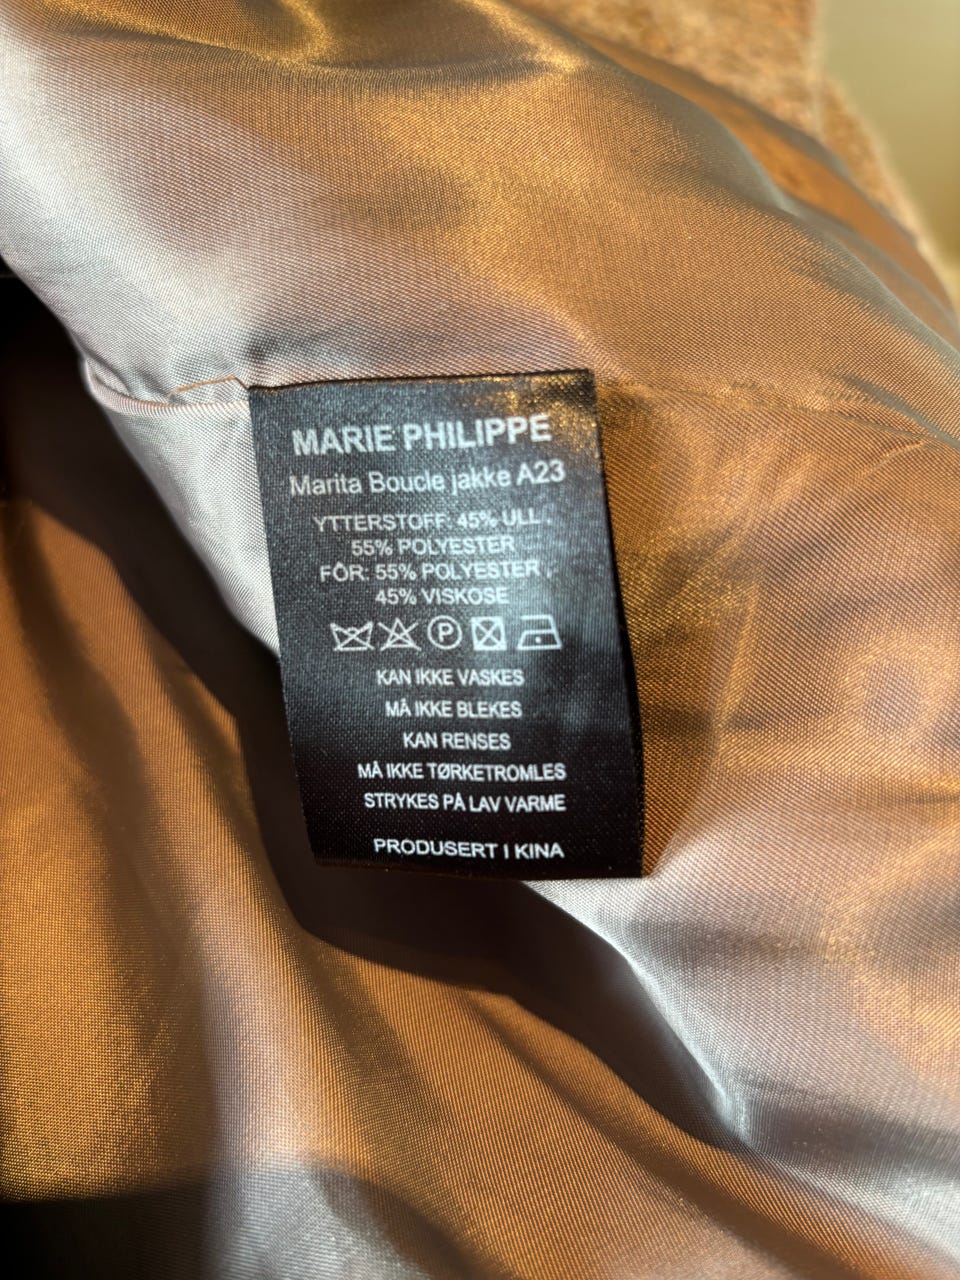 MARIE PHILIPPE
Marita Boucle jakke A23
YTTERSTOFF: 45% ULL ,
55% POLYESTER
FÔR: 55% POLYESTER ,
45% VISKOSE
P
KAN IKKE VASKES
MÅ IKKE BLEKES
KAN RENSES
MÅ IKKE TØRKETROMLES
STRYKES PÅ LAV VARME
PRODUSERT I KINA